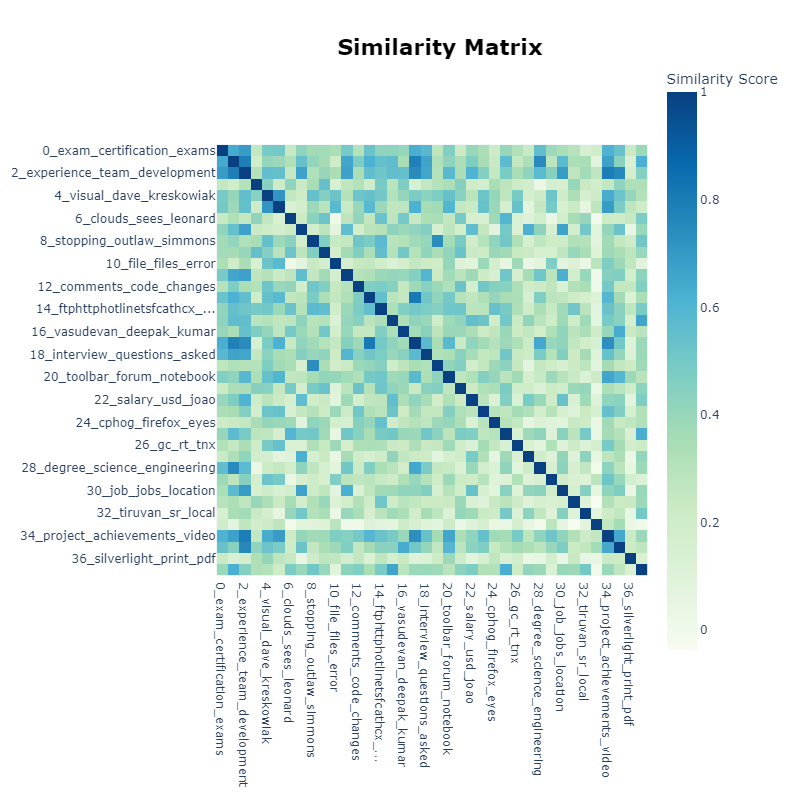 Similarity Matrix
Similarity Score
1
0.8
0.6
0.4
0.2
0
0_exam_certification_exams
2_experience_team_development
4_visual_dave_kreskowiak
6_clouds_sees_leonard
8_stopping_outlaw_simmons
10_file_files_error
12_comments_code_changes
14_ftphttphotlinetsfcathcx_...
16_vasudevan_deepak_kumar
18_interview_questions_asked
20_toolbar_forum_notebook
22_salary_usd_joao
24_cphog_firefox_eyes
26_gc_rt_tnx
28_degree_science_engineering
30_job_jobs_location
32_tiruvan_sr_local
34_project_achievements_video
36_silverlight_print_pdf
0_exam_certification_exams
2_experience_team_development
4_visual_dave_kreskowiak
6_clouds_sees_leonard
8_stopping_outlaw_simmons
10_file_files_error
12_comments_code_changes
14_ftphttphotlinetsfcathcx_...
16_vasudevan_deepak_kumar
18_interview_questions_asked
20_toolbar_forum_notebook
22_salary_usd_joao
24_cphog_firefox_eyes
26_gc_rt_tnx
28_degree_science_engineering
30_job_jobs_location
32_tiruvan_sr_local
34_project_achievements_video
36_silverlight_print_pdf